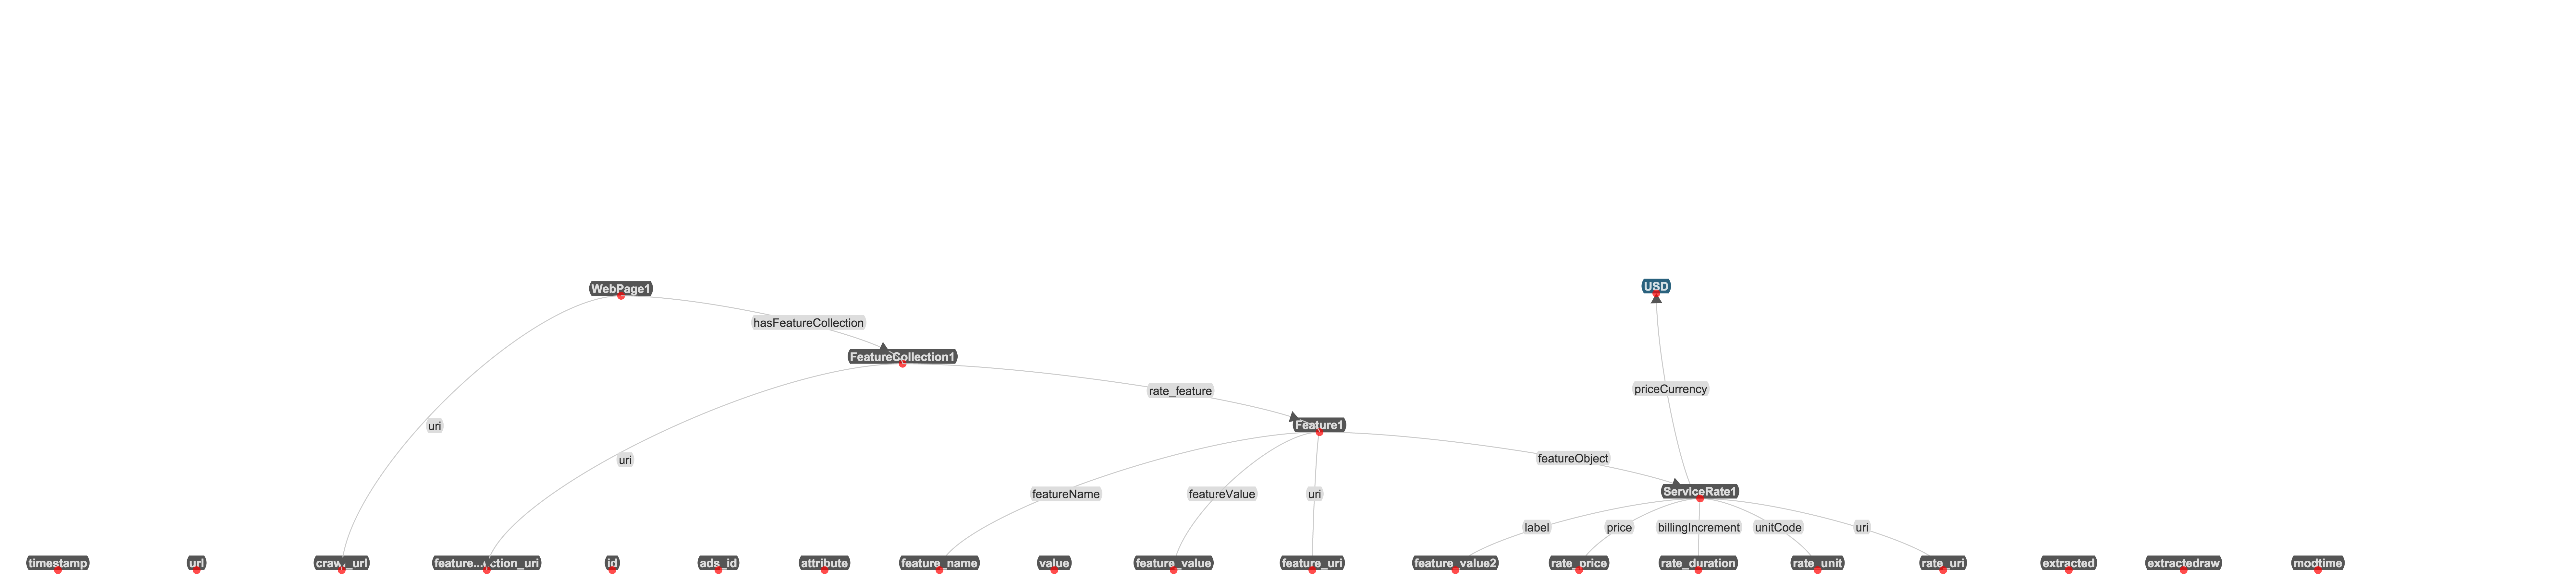 WebPage1
USD
hasFeatureCollection
FeatureCollection1
rate_feature
priceCurrency
uri
Feature1
uri
featureObject
featureName
featureValue
uri
ServiceRate1
label
price
billingIncrement
unitCode
uri
timestamp
url
crawl_url
feature...ction_uri
id
ads_id
attribute
feature_name
value
feature_value
feature_uri
feature_value2
rate_price
rate_duration
rate_unit
rate_uri
extracted
extractedraw
modtime